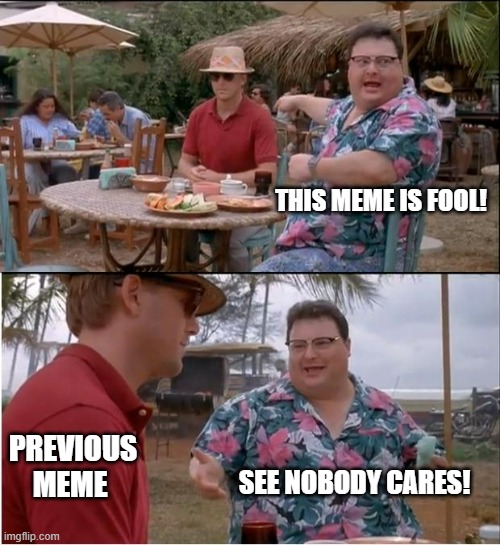 THIS MEME IS FOOL!
PREVIOUS
MEME
SEE NOBODY CARES!
imgflip.com